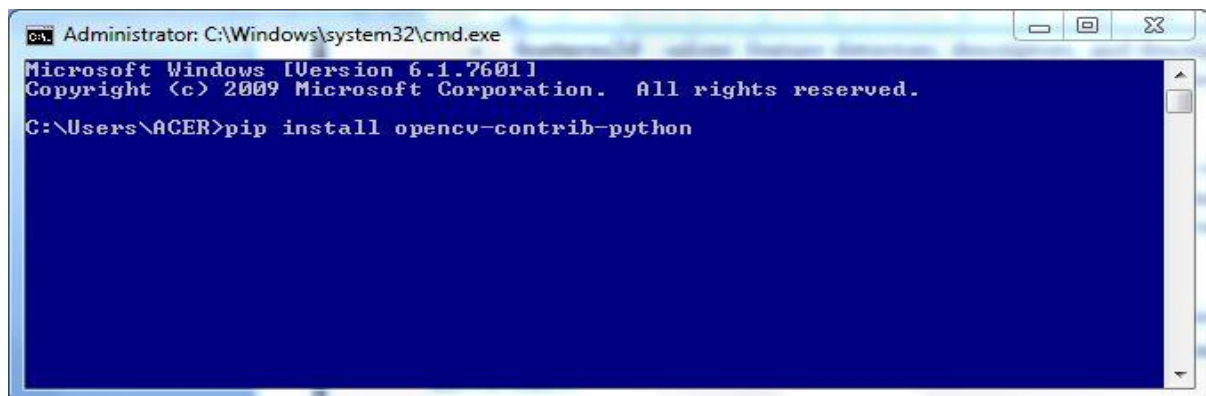 Administrator: C:\Windows\system32\cmd.exe
Microsoft Windows [Version 6.1.7601]
Copyright (c) 2009 Microsoft Corporation.  All rights reserved.
C:\Users\ACER>pip install opencv-contrib-python